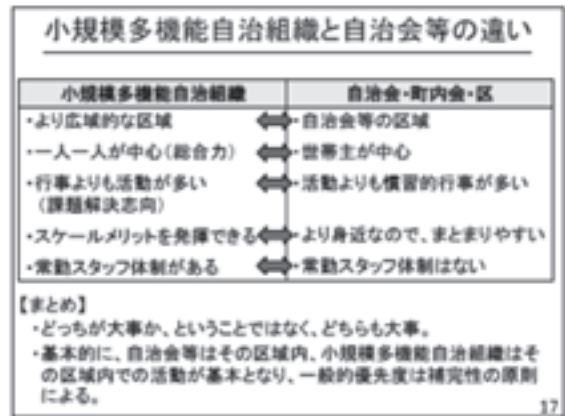 小規模多機能自治組織と自治会等の違い
小規模多機能自治組織
自治会・町内会・区
・より広域的な区域
・自治会等の区域
・一人一人が中心(総合力)
・世帯主が中心
・行事よりも活動が多い
(課題解決志向)
・活動よりも慣習的行事が多い
・スケールメリットを発揮できる
・より身近なので、まとまりやすい
・常勤スタッフ体制がある
・常勤スタッフ体制はない
【まとめ】
・どっちが大事か、ということではなく、どちらも大事。
・基本的に、自治会等はその区域内、小規模多機能自治組織はそ
の区域内での活動が基本となり、一般的優先度は補完性の原則
による。
17